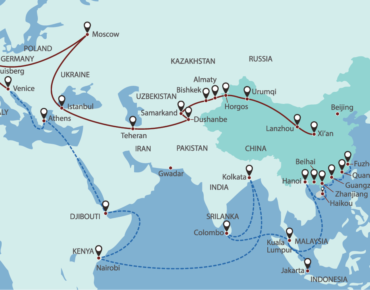 POLAND
Moscow
GERMANY
uisberg
RUSSIA
KAZAKHSTAN
UKRAINE
Almaty
Venice
UZBEKISTAN
Bishkek
Urumqi
Horgos
LY
Istanbul
Samarkand
Beijing
Athens
Dushanbe
Lanzhou
Xi'an
Teheran
IRAN
PAKISTAN
CHINA
Beihai
Fuzh
Gwadar
Kolkata
Hanoi
Quan
Guangz
INDIA
Zhanjiang
Haikou
DJIBOUTI
SRILANKA
Colombo
Kuala
Lumpur
MALAYSIA
KENYA
Nairobi
Jakarta
INDONESIA